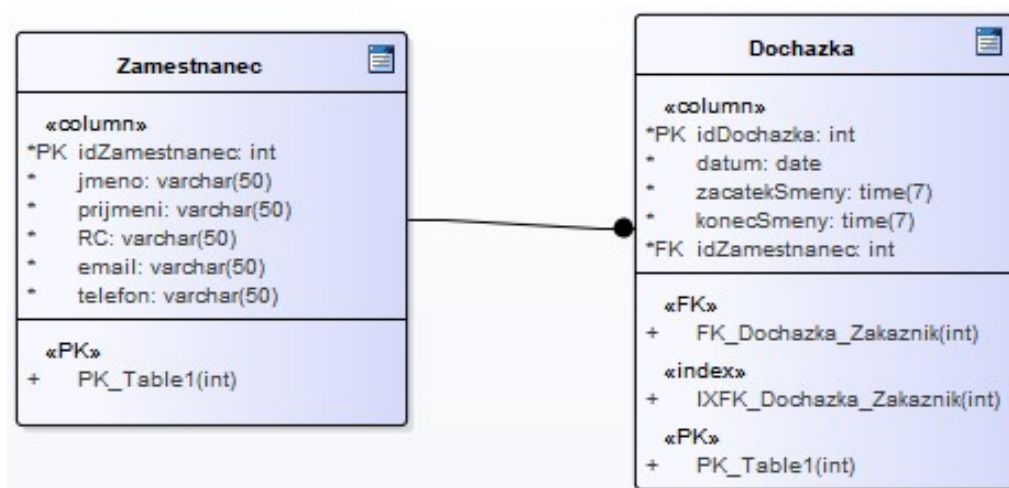 Zamestnanec
«column»
*PK idZamestnanec: int
* jmeno: varchar(50)
* prijmeni: varchar(50)
* RC: varchar(50)
* email: varchar(50)
* telefon: varchar(50)
«PK»
+ PK_Table1(int)
Dochazka
«column»
*PK idDochazka: int
* datum: date
* zacatekSmeny: time(7)
* konecSmeny: time(7)
*FK idZamestnanec: int
«FK»
+ FK_Dochazka_Zakaznik(int)
«index»
+ IXFK_Dochazka_Zakaznik(int)
«PK»
+ PK_Table1(int)